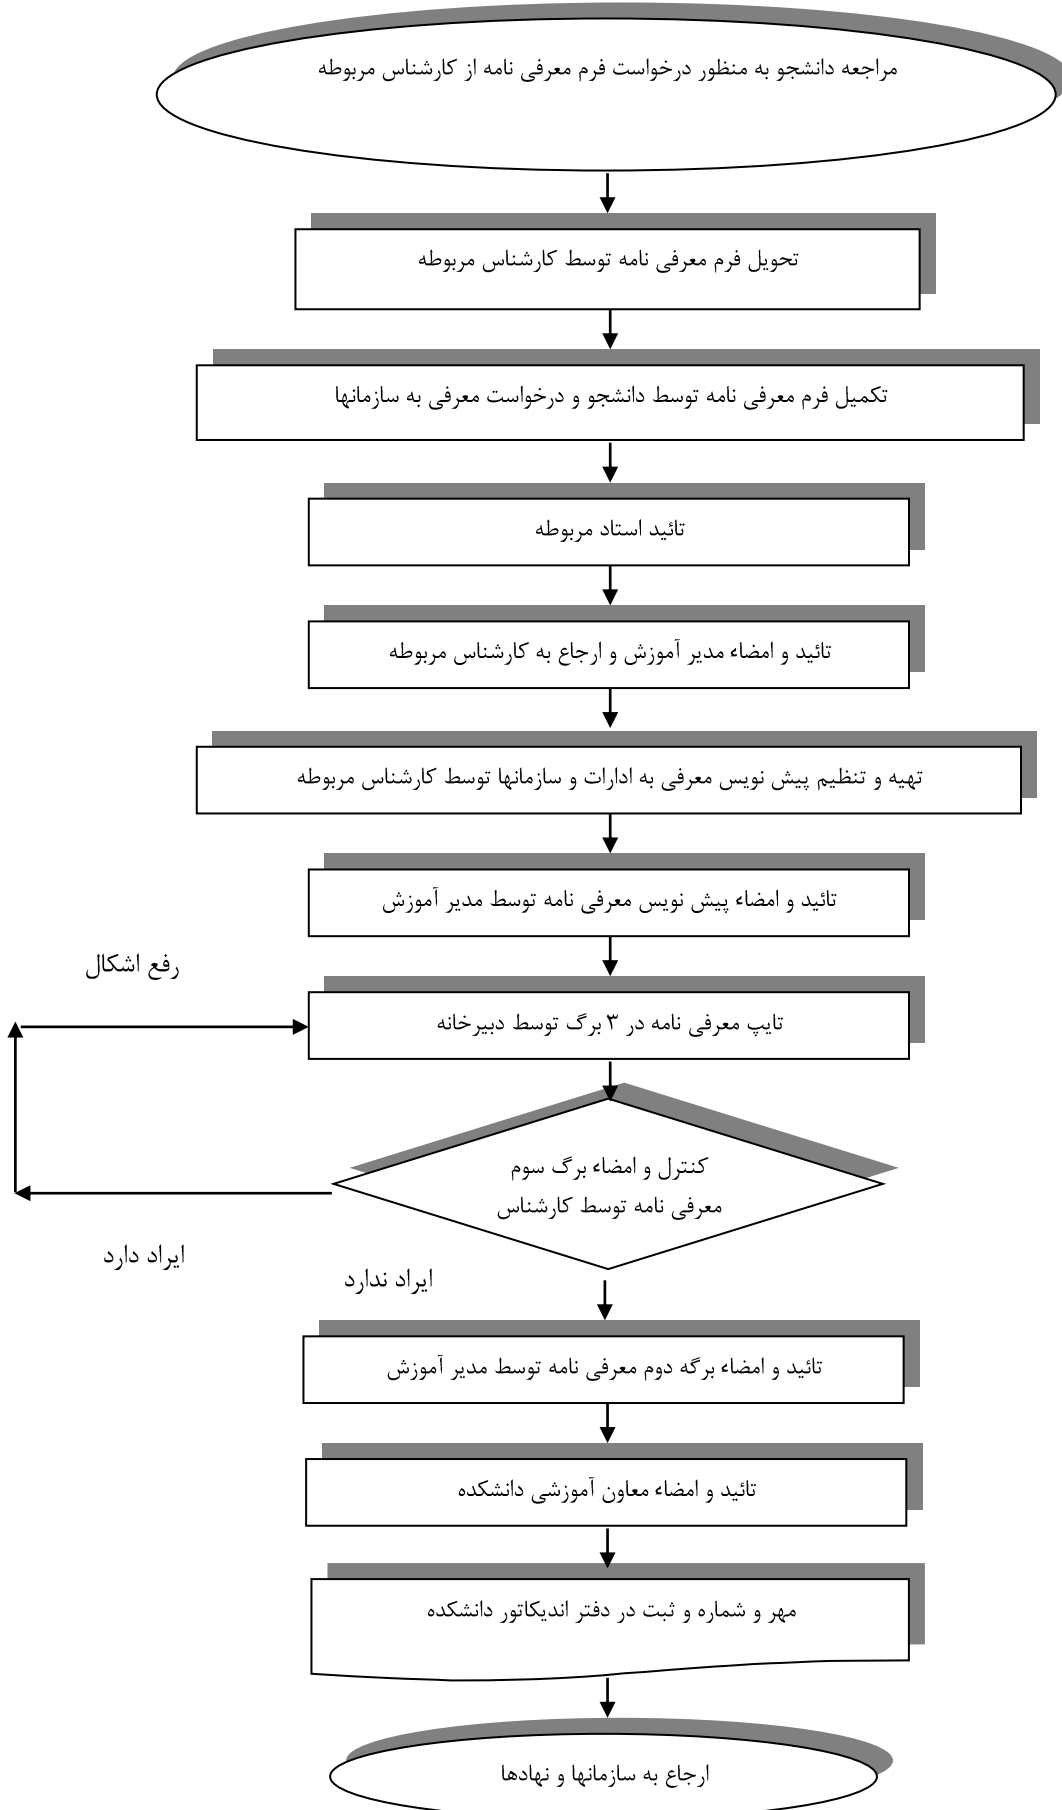 مراجعه دانشجو به منظور درخواست فرم معرفی نامه از کارشناس مربوطه
تحویل فرم معرفی نامه توسط کارشناس مربوطه
تکمیل فرم معرفی نامه توسط دانشجو و درخواست معرفی به سازمانها
تائید استاد مربوطه
تائید و امضاء مدیر آموزش و ارجاع به کارشناس مربوطه
تهیه و تنظیم پیش نویس معرفی به ادارات و سازمانها توسط کارشناس مربوطه
تائید و امضاء پیش نویس معرفی نامه توسط مدیر آموزش
رفع اشکال
تایپ معرفی نامه در ۳ برگ توسط دبیرخانه
کنترل و امضاء برگ سوم
معرفی نامه توسط کارشناس
ایراد دارد
ایراد ندارد
تائید و امضاء برگه دوم معرفی نامه توسط مدیر آموزش
تائید و امضاء معاون آموزشی دانشکده
مهر و شماره و ثبت در دفتر اندیکاتور دانشکده
ارجاع به سازمانها و نهادها